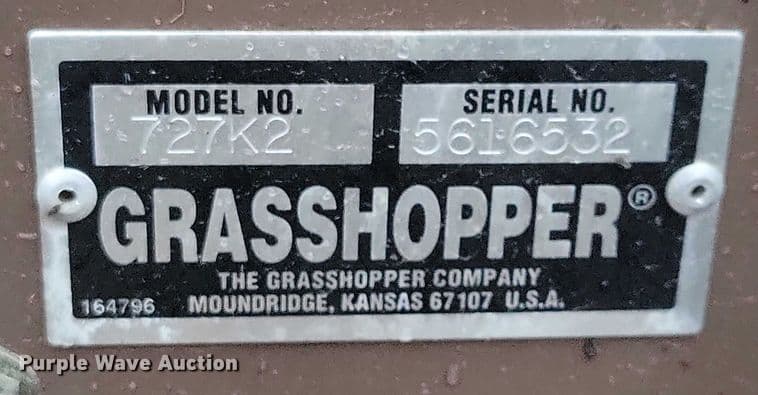 MODEL NO.
727K2
SERIAL NO.
5616532
GRASSHOPPER®
THE GRASSHOPPER COMPANY
164796 MOUNDRIDGE, KANSAS 67107 U.S.A.
Purple Wave Auction